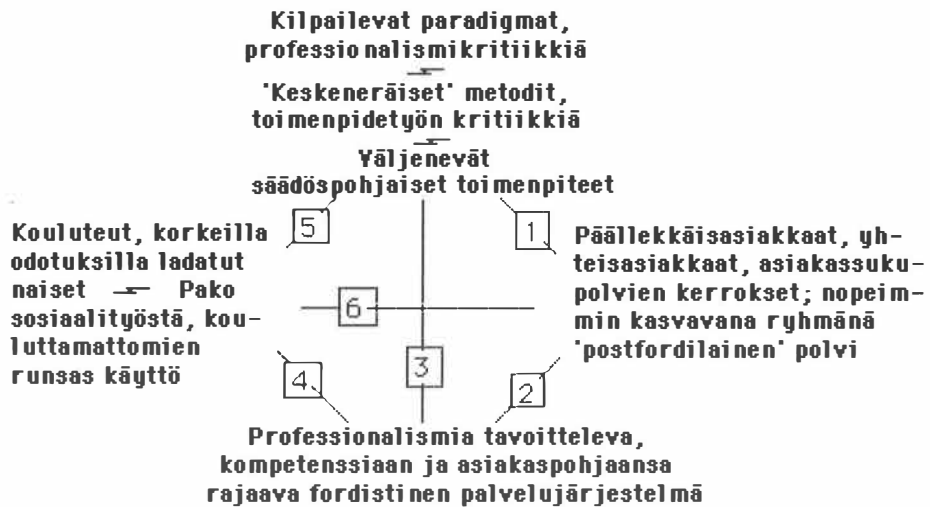 Kilpailevat paradigmat,
professionalismikritiikkiä
'Keskeneräiset' metodit,
toimenpidetyön kritiikkiä
Väljenevät
säädöspohjaiset toimenpiteet
5
1
Kouluteut, korkeilla
odotuksilla ladatut
naiset Pako
sosiaalityöstä, kou-
luttamattomien
runsas käyttö
6
Päällekkäisasiakkaat, yh-
teisasiakkaat, asiakassuku-
polvien kerrokset; nopeim-
min kasvavana ryhmänä
'postfordilainen' polvi
3
4
2
Professionalismia tavoitteleva,
kompetenssiaan ja asiakaspohjaansa
rajaava fordistinen palvelujärjestelmä